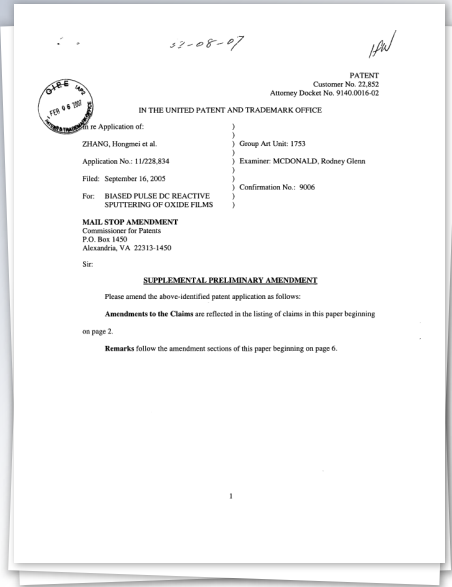 PATENT
Customer No. 22,852
Attorney Docket No. 9140.0016-02
OIPE
IAP2
FEB 06 2007
IN THE UNITED PATENT AND TRADEMARK OFFICE
In re Application of: )
)
ZHANG, Hongmei et al. ) Group Art Unit: 1753
)
Application No.: 11/228,834 ) Examiner: MCDONALD, Rodney Glenn
)
Filed: September 16, 2005 )
) Confirmation No.: 9006
For: BIASED PULSE DC REACTIVE )
SPUTTERING OF OXIDE FILMS )
MAIL STOP AMENDMENT
Commissioner for Patents
P.O. Box 1450
Alexandria, VA 22313-1450
Sir:
SUPPLEMENTAL PRELIMINARY AMENDMENT
Please amend the above-identified patent application as follows:
Amendments to the Claims are reflected in the listing of claims in this paper beginning
on page 2.
Remarks follow the amendment sections of this paper beginning on page 6.
1